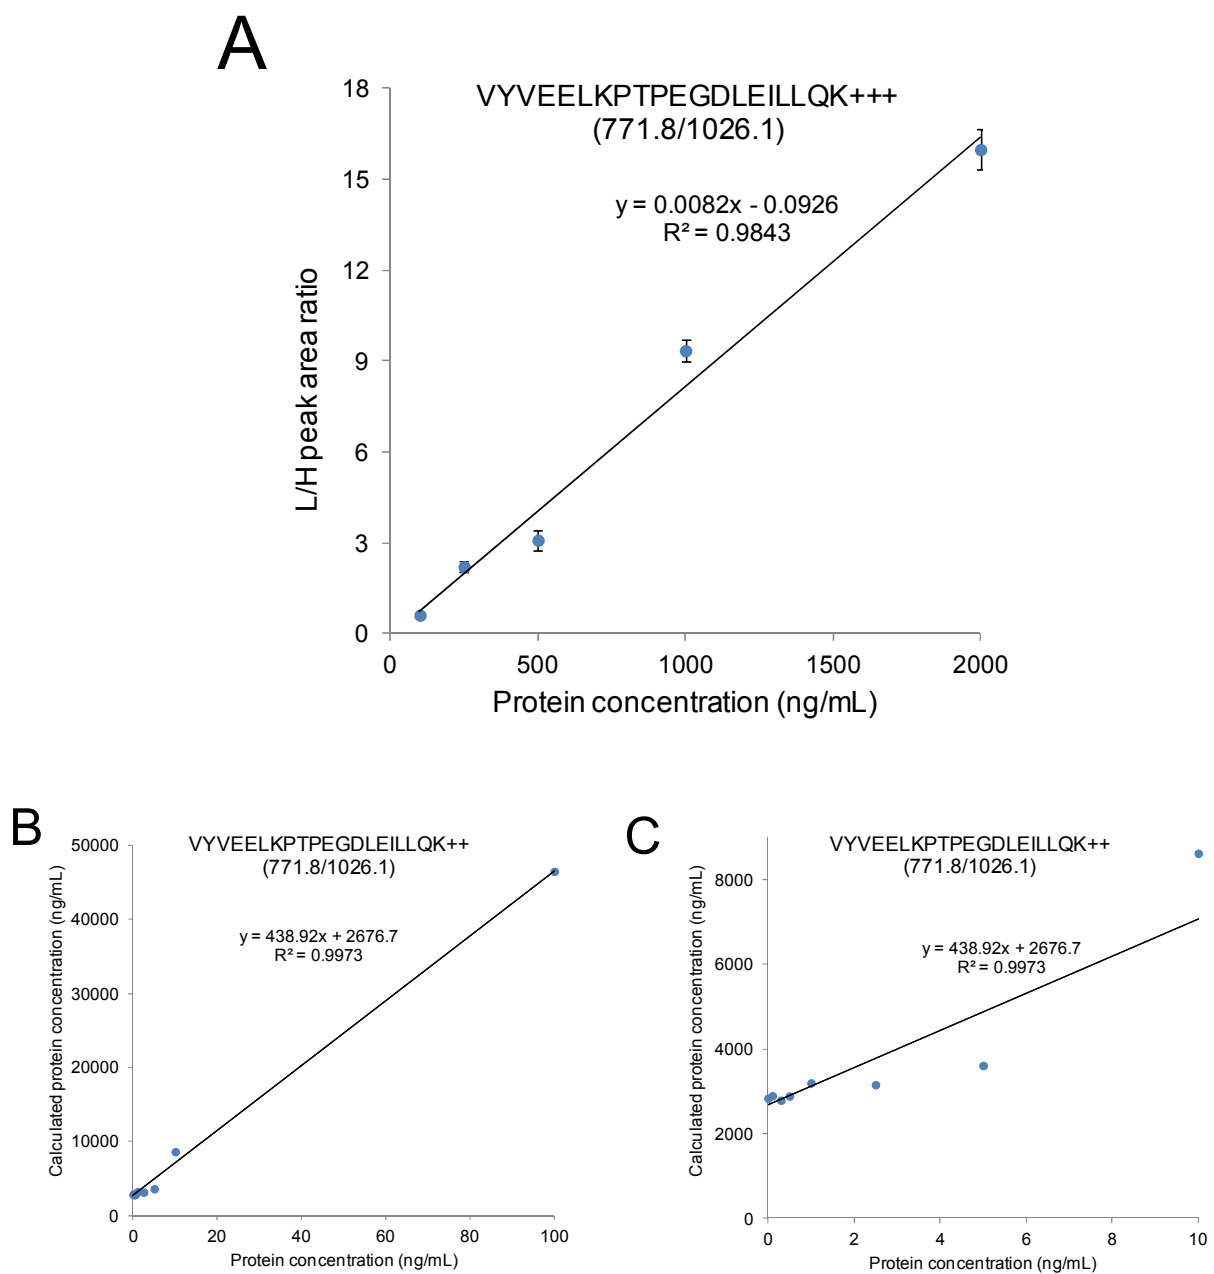 A
VYVEELKPTPEGDLEILLQK+++
(771.8/1026.1)
y = 0.0082x - 0.0926
R² = 0.9843
L/H peak area ratio
18
15
12
9
6
3
0
0 500 1000 1500 2000
Protein concentration (ng/mL)
B
VYVEELKPTPEGDLEILLQK++
(771.8/1026.1)
y = 438.92x + 2676.7
R² = 0.9973
Calculated protein concentration (ng/mL)
50000
40000
30000
20000
10000
0
0 20 40 60 80 100
Protein concentration (ng/mL)
C
VYVEELKPTPEGDLEILLQK++
(771.8/1026.1)
y = 438.92x + 2676.7
R² = 0.9973
Calculated protein concentration (ng/mL)
8000
6000
4000
2000
0
0 2 4 6 8 10
Protein concentration (ng/mL)